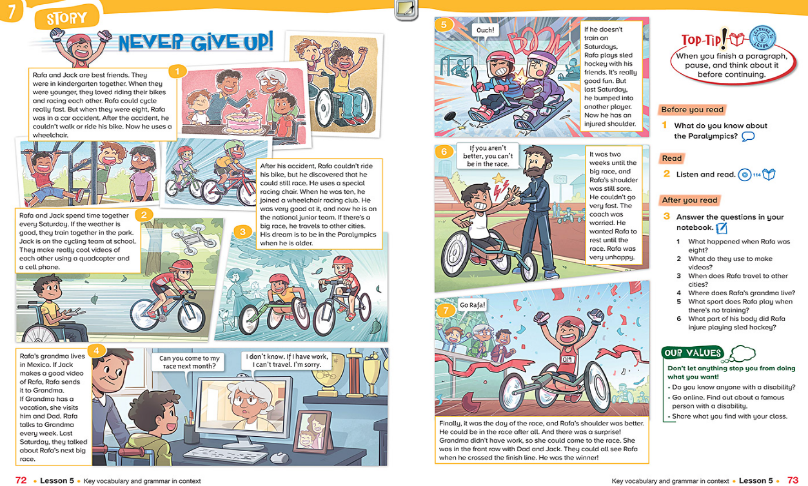 7
STORY
NEVER GIVE UP!
1
Rafa and Jack are best friends. They
were in kindergarten together. When they
were younger, they loved riding their bikes
and racing each other. Rafa could cycle
really fast. But when they were eight, Rafa
was in a car accident. After the accident, he
couldn't walk or ride his bike. Now he uses a
wheelchair.
2
Rafa and Jack spend time together
every Saturday. If the weather is
good, they train together in the park.
Jack is on the cycling team at school.
They make really cool videos of
each other using a quadcopter and
a cell phone.
3
After his accident, Rafa couldn't ride
his bike, but he discovered that he
could still race. He uses a special
racing chair. When he was ten, he
joined a wheelchair racing club. He
was very good at it, and now he is on
the national junior team. If there's a
big race, he travels to other cities.
His dream is to be in the Paralympics
when he is older.
4
Rafa's grandma lives
in Mexico. If Jack
makes a good video
of Rafa, Rafa sends
it to Grandma.
If Grandma has a
vacation, she visits
him and Dad. Rafa
talks to Grandma
every week. Last
Saturday, they talked
about Rafa's next big
race.
Can you come to my
race next month?
I don't know. If I have work,
I can't travel. I'm sorry.
72 • Lesson 5 • Key vocabulary and grammar in context
5
Ouch!
BOOM
If he doesn't
train on
Saturdays,
Rafa plays sled
hockey with his
friends. It's really
good fun. But
last Saturday,
he bumped into
another player.
Now he has an
injured shoulder.
6
If you aren't
better, you can't
be in the race.
It was two
weeks until the
big race, and
Rafa's shoulder
was still sore.
He couldn't go
very fast. The
coach was
worried. He
wanted Rafa to
rest until the
race. Rafa was
very unhappy.
7
Go Rafa!
Finally, it was the day of the race, and Rafa's shoulder was better.
He could be in the race after all. And there was a surprise!
Grandma didn't have work, so she could come to the race. She
was in the front row with Dad and Jack. They could all see Rafa
when he crossed the finish line. He was the winner!
TOP-TIP!
When you finish a paragraph,
pause, and think about it
before continuing.
Before you read
1 What do you know about
the Paralympics?
Read
2 Listen and read.
After you read
3 Answer the questions in your
notebook.
1 What happened when Rafa was
eight?
2 What do they use to make
videos?
3 When does Rafa travel to other
cities?
4 Where does Rafa's grandma live?
5 What sport does Rafa play when
there's no training?
6 What part of his body did Rafa
injure playing sled hockey?
OUR VALUES
Don't let anything stop you from doing
what you want!
• Do you know anyone with a disability?
• Go online. Find out about a famous
person with a disability.
• Share what you find with your class.
Key vocabulary and grammar in context • Lesson 5 • 73